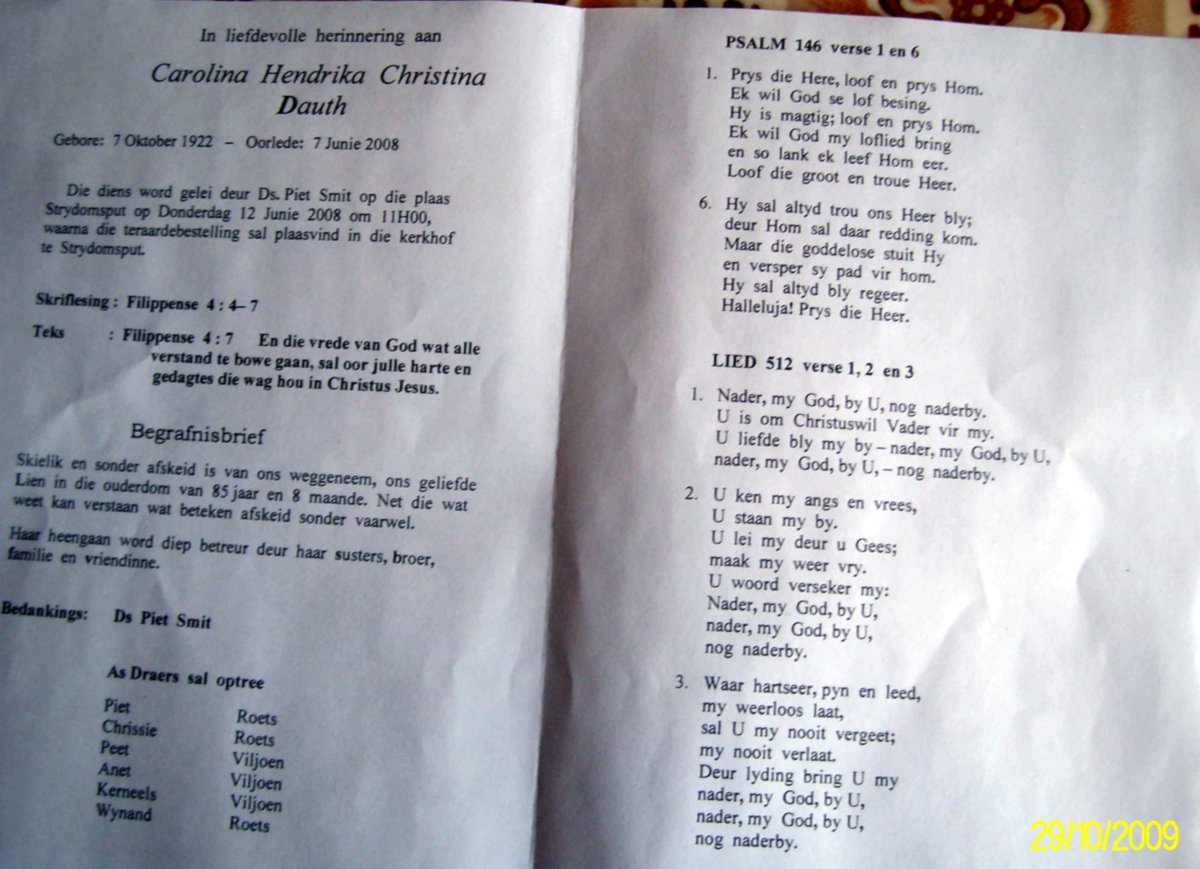 In liefdevolle herinnering aan
Carolina Hendrika Christina
Dauth
Gebore: 7 Oktober 1922 – Oorlede: 7 Junie 2008
Die diens word gelei deur Ds. Piet Smit op die plaas
Strydomsput op Donderdag 12 Junie 2008 om 11H00,
waarna die teraardebestelling sal plaasvind in die kerkhof
te Strydomsput.
Skriflesing : Filippense 4 : 4– 7
Teks : Filippense 4 : 7 En die vrede van God wat alle
verstand te bowe gaan, sal oor julle harte en
gedagtes die wag hou in Christus Jesus.
Begrafnisbrief
Skielik en sonder afskeid is van ons weggeneem, ons geliefde
Lien in die ouderdom van 85 jaar en 8 maande. Net die wat
weet kan verstaan wat beteken afskeid sonder vaarwel.
Haar heengaan word diep betreur deur haar susters, broer,
familie en vriendinne.
Bedankings: Ds Piet Smit
As Draers sal optree
Piet Roets
Chrissie Roets
Peet Viljoen
Anet Viljoen
Kerneels Viljoen
Wynand Roets
PSALM 146 verse 1 en 6
1. Prys die Here, loof en prys Hom.
Ek wil God se lof besing.
Hy is magtig; loof en prys Hom.
Ek wil God my loflied bring
en so lank ek leef Hom eer.
Loof die groot en troue Heer.
6. Hy sal altyd trou ons Heer bly;
deur Hom sal daar redding kom.
Maar die goddelose stuit Hy
en versper sy pad vir hom.
Hy sal altyd bly regeer.
Halleluja! Prys die Heer.
LIED 512 verse 1, 2 en 3
1. Nader, my God, by U, nog naderby.
U is om Christuswil Vader vir my.
U liefde bly my by – nader, my God, by U,
nader, my God, by U, – nog naderby.
2. U ken my angs en vrees,
U staan my by.
U lei my deur u Gees;
maak my weer vry.
U woord verseker my:
Nader, my God, by U,
nader, my God, by U,
nog naderby.
3. Waar hartseer, pyn en leed,
my weerloos laat,
sal U my nooit vergeet;
my nooit verlaat.
Deur lyding bring U my
nader, my God, by U,
nader, my God, by U,
nog naderby.
29/10/2009